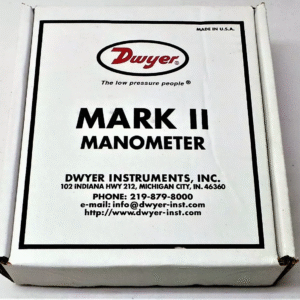 MADE IN U.S.A.
Dwyer®
The low pressure people®
MARK II
MANOMETER
DWYER INSTRUMENTS, INC.
102 INDIANA HWY 212, MICHIGAN CITY, IN. 46360
PHONE: 219-879-8000
e-mail: info@dwyer-inst.com
http://www.dwyer-inst.com